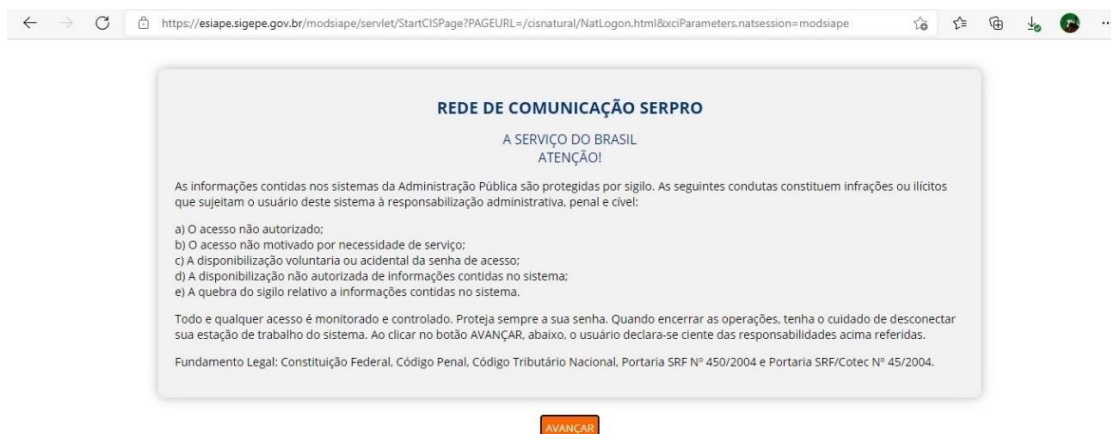 https://esiape.sigepe.gov.br/modsiape/servlet/StartCISPage?PAGEURL=/cisnatural/NatLogon.html&xciParameters.natsession=modsiape
REDE DE COMUNICAÇÃO SERPRO
A SERVIÇO DO BRASIL
ATENÇÃO!
As informações contidas nos sistemas da Administração Pública são protegidas por sigilo. As seguintes condutas constituem infrações ou ilícitos
que sujeitam o usuário deste sistema à responsabilização administrativa, penal e cível:
a) O acesso não autorizado;
b) O acesso não motivado por necessidade de serviço;
c) A disponibilização voluntaria ou acidental da senha de acesso;
d) A disponibilização não autorizada de informações contidas no sistema;
e) A quebra do sigilo relativo a informações contidas no sistema.
Todo e qualquer acesso é monitorado e controlado. Proteja sempre a sua senha. Quando encerrar as operações, tenha o cuidado de desconectar
sua estação de trabalho do sistema. Ao clicar no botão AVANÇAR, abaixo, o usuário declara-se ciente das responsabilidades acima referidas.
Fundamento Legal: Constituição Federal, Código Penal, Código Tributário Nacional, Portaria SRF Nº 450/2004 e Portaria SRF/Cotec Nº 45/2004.
AVANÇAR